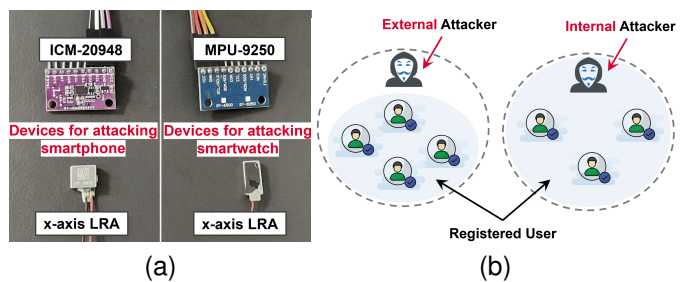 ICM-20948
MPU-9250
Devices for attacking
smartphone
Devices for attacking
smartwatch
x-axis LRA
x-axis LRA
(a)
External Attacker
Internal Attacker
Registered User
(b)